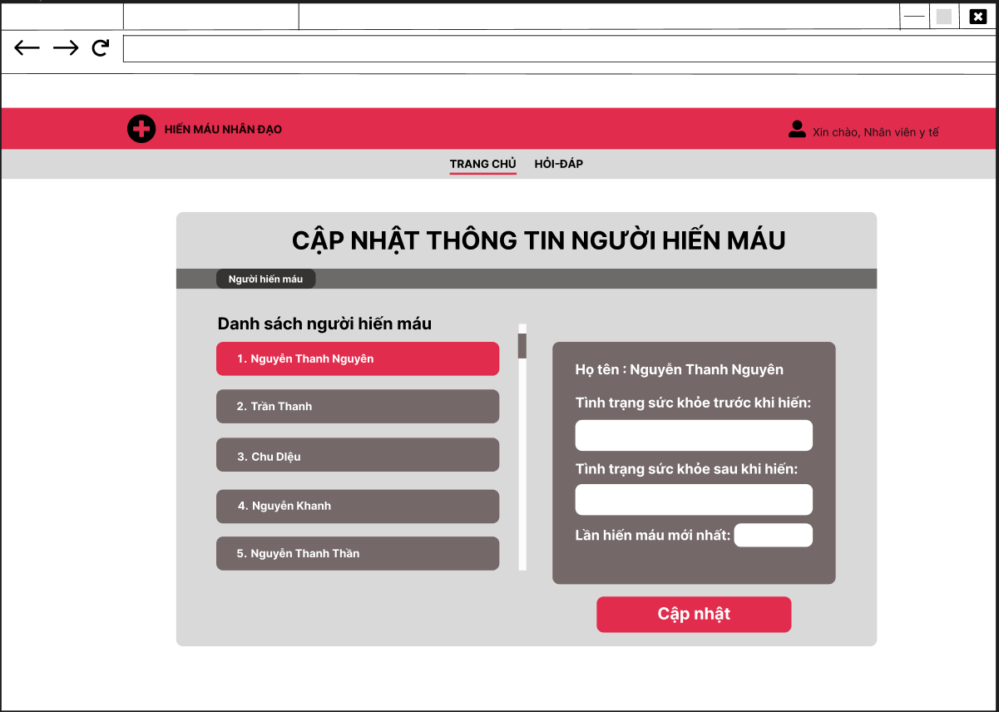 HIẾN MÁU NHÂN ĐẠO
Xin chào, Nhân viên y tế
TRANG CHỦ HỎI-ĐÁP
CẬP NHẬT THÔNG TIN NGƯỜI HIẾN MÁU
Người hiến máu
Danh sách người hiến máu
1. Nguyễn Thanh Nguyên
2. Trần Thanh
3. Chu DIệu
4. Nguyễn Khanh
5. Nguyễn Thanh Thần
Họ tên : Nguyễn Thanh Nguyên
Tình trạng sức khỏe trước khi hiến:
Tình trạng sức khỏe sau khi hiến:
Lần hiến máu mới nhất:
Cập nhật